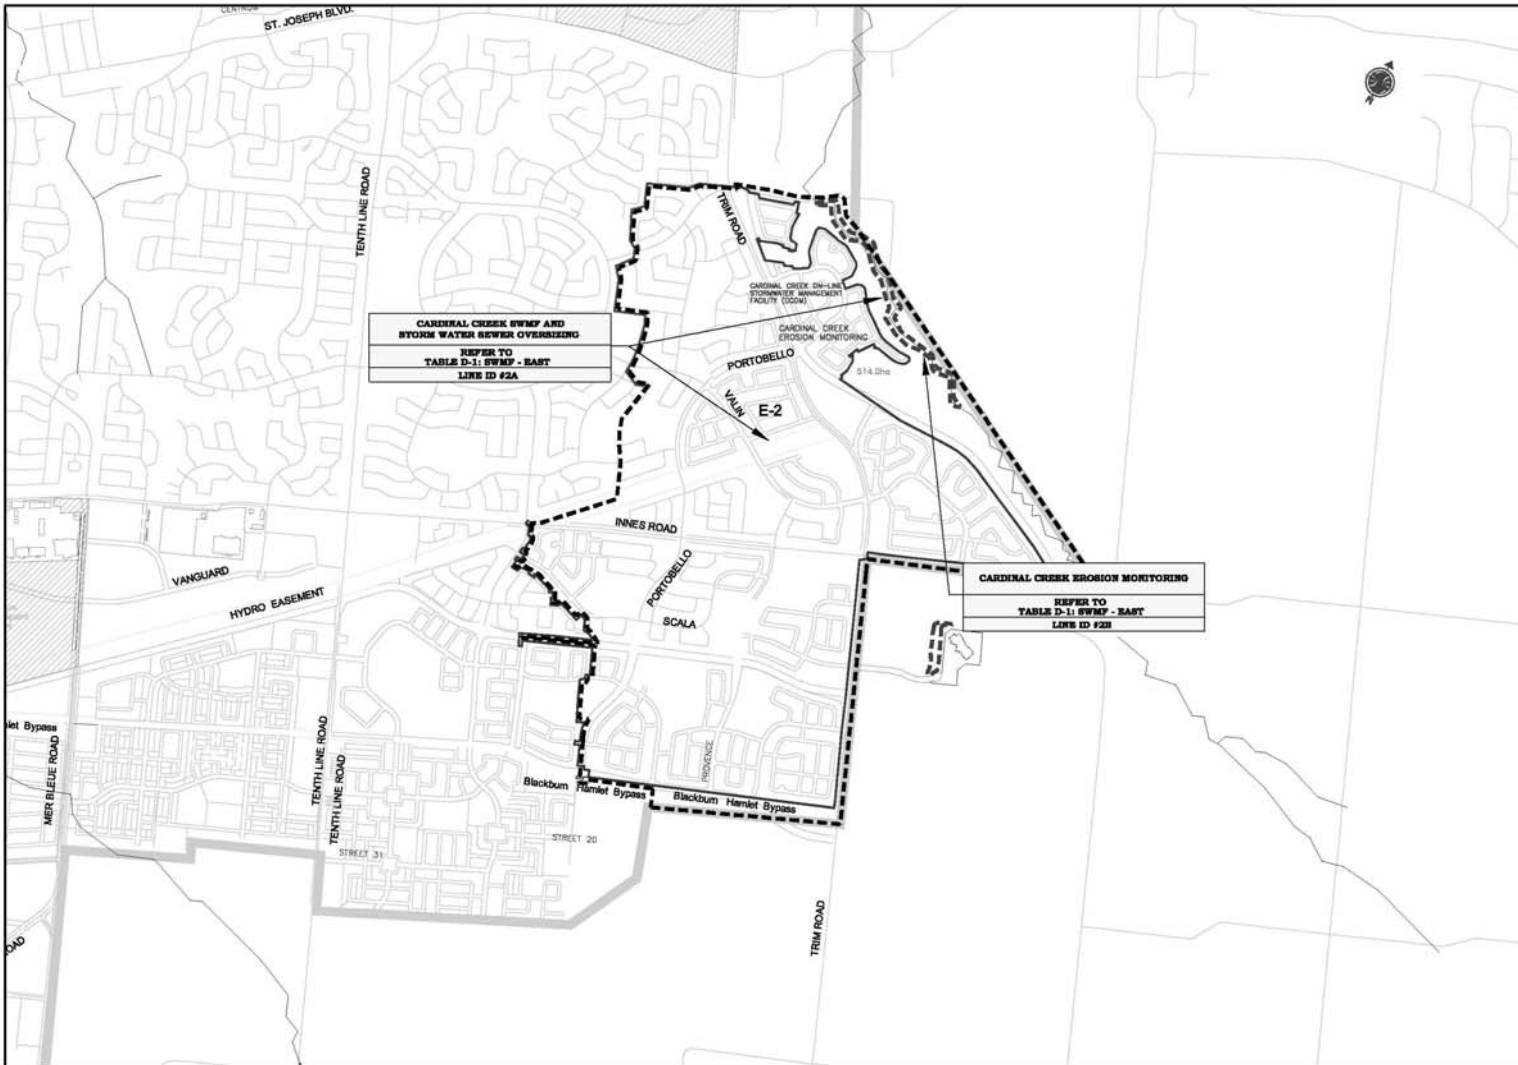 ST. JOSEPH BLVD.
TENTH LINE ROAD
TRIM ROAD
CARDINAL CREEK ON-LINE
STORMWATER MANAGEMENT
FACILITY (CCOM)
CARDINAL CREEK SWMF AND
STORM WATER SEWER OVERSIZING
REFER TO
TABLE D-1: SWMF - EAST
LINE ID #2A
CARDINAL CREEK
EROSION MONITORING
PORTOBELLO
514.0ha
VALIN
E-2
INNES ROAD
VANGUARD
HYDRO EASEMENT
PORTOBELLO
SCALA
CARDINAL CREEK EROSION MONITORING
REFER TO
TABLE D-1: SWMF - EAST
LINE ID #2B
Bypass
MER BLEUE ROAD
TENTH LINE ROAD
TENTH LINE ROAD
PROVENCE
Blackburn Hamlet Bypass
Blackburn Hamlet Bypass
STREET 20
STREET 31
TRIM ROAD